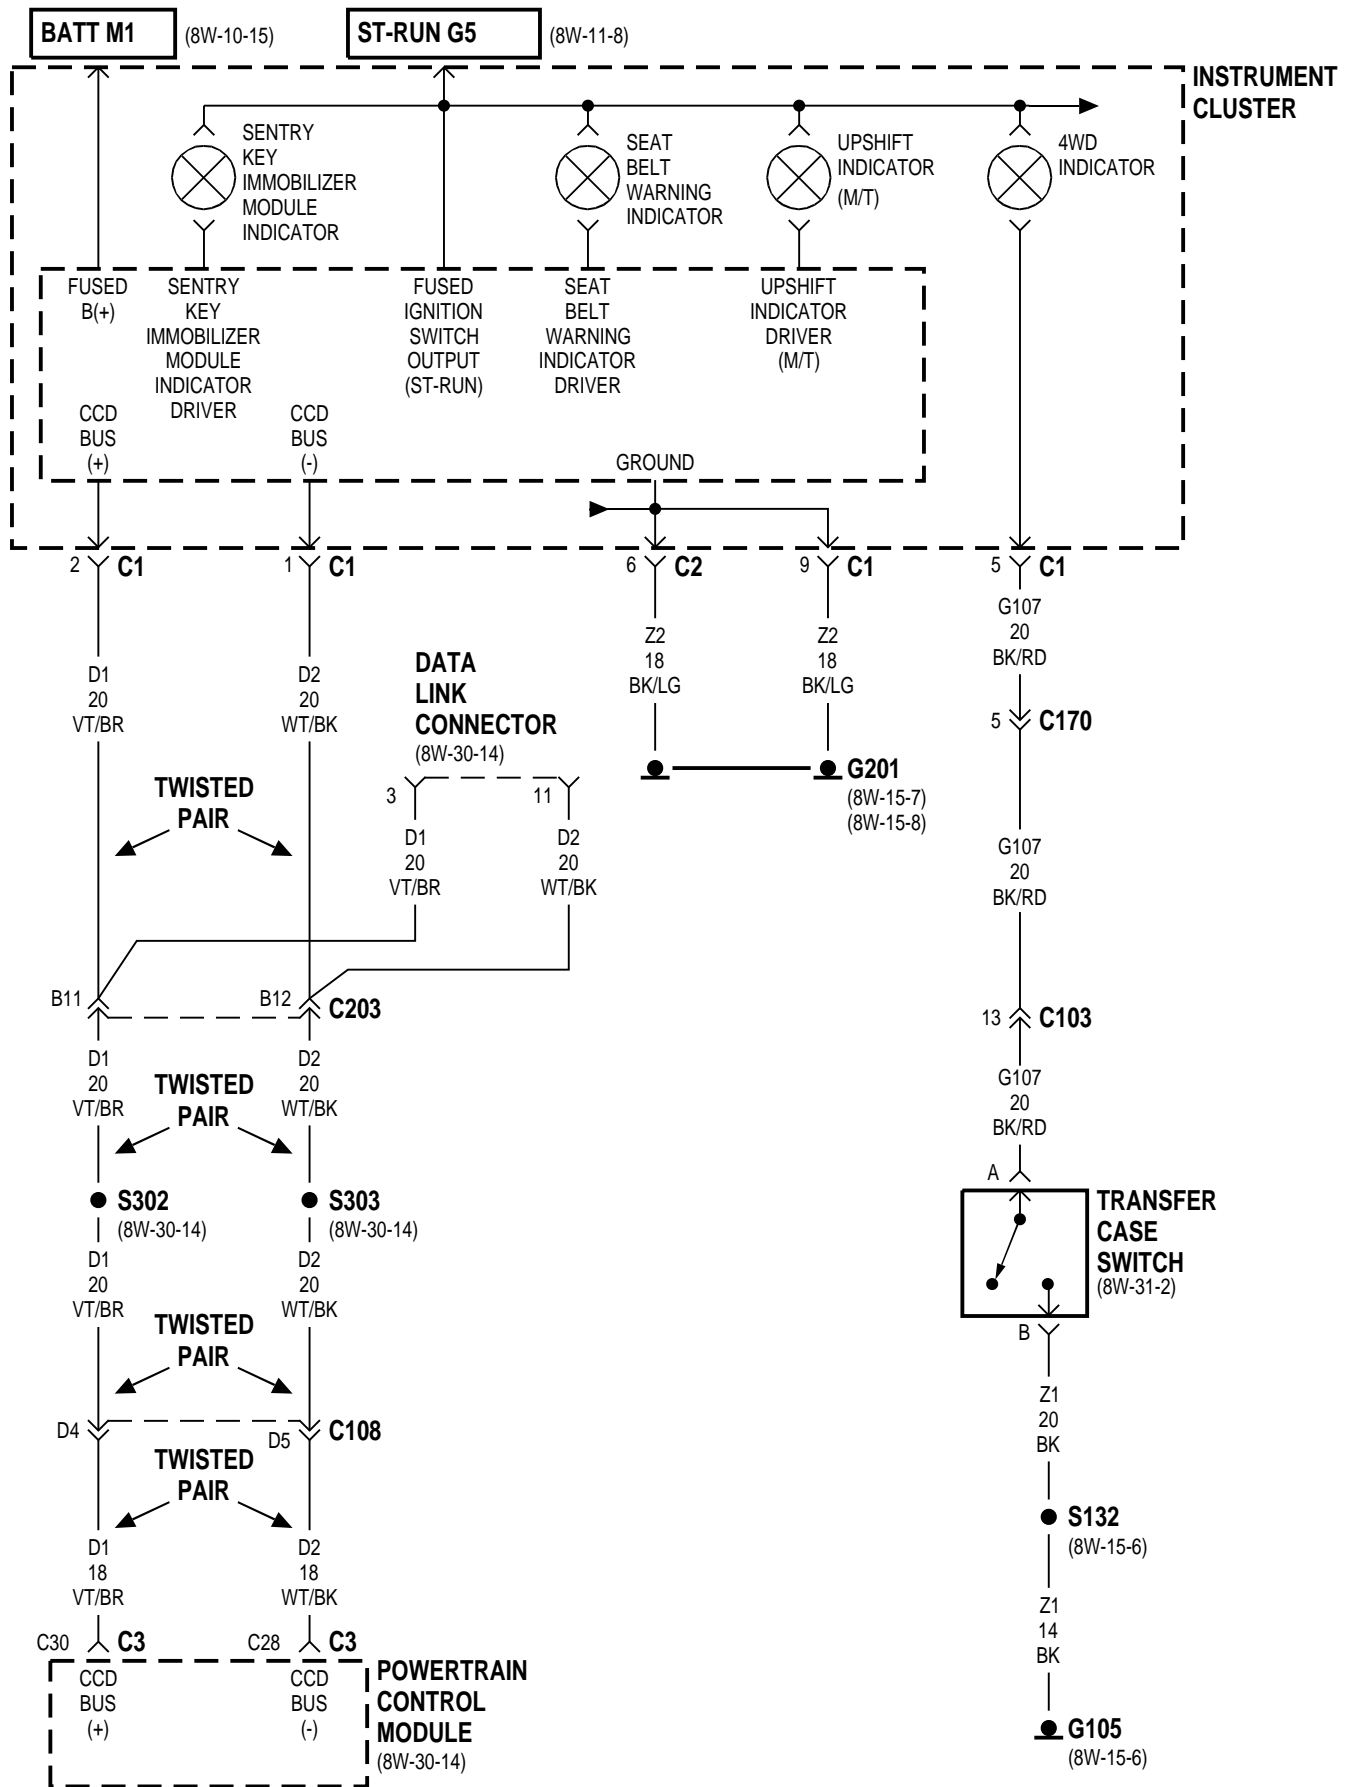 BATT M1
(8W-10-15)
ST-RUN G5
(8W-11-8)
INSTRUMENT
CLUSTER
SENTRY
KEY
IMMOBILIZER
MODULE
INDICATOR
SEAT
BELT
WARNING
INDICATOR
UPSHIFT
INDICATOR
(M/T)
4WD
INDICATOR
FUSED
B(+)
SENTRY
KEY
IMMOBILIZER
MODULE
INDICATOR
DRIVER
FUSED
IGNITION
SWITCH
OUTPUT
(ST-RUN)
SEAT
BELT
WARNING
INDICATOR
DRIVER
UPSHIFT
INDICATOR
DRIVER
(M/T)
CCD
BUS
(+)
CCD
BUS
(-)
GROUND
2 C1
1 C1
6 C2
9 C1
5 C1
D1
20
VT/BR
D2
20
WT/BK
Z2
18
BK/LG
Z2
18
BK/LG
G107
20
BK/RD
DATA
LINK
CONNECTOR
(8W-30-14)
5 C170
TWISTED
PAIR
3
11
G201
(8W-15-7)
(8W-15-8)
D1
20
VT/BR
D2
20
WT/BK
G107
20
BK/RD
B11
B12
C203
13 C103
D1
20
VT/BR
TWISTED
PAIR
D2
20
WT/BK
G107
20
BK/RD
A
S302
(8W-30-14)
S303
(8W-30-14)
TRANSFER
CASE
SWITCH
(8W-31-2)
D1
20
VT/BR
D2
20
WT/BK
TWISTED
PAIR
B
D4
D5
C108
Z1
20
BK
TWISTED
PAIR
S132
(8W-15-6)
D1
18
VT/BR
D2
18
WT/BK
Z1
14
BK
C30 C3
C28 C3
CCD
BUS
(+)
CCD
BUS
(-)
POWERTRAIN
CONTROL
MODULE
(8W-30-14)
G105
(8W-15-6)